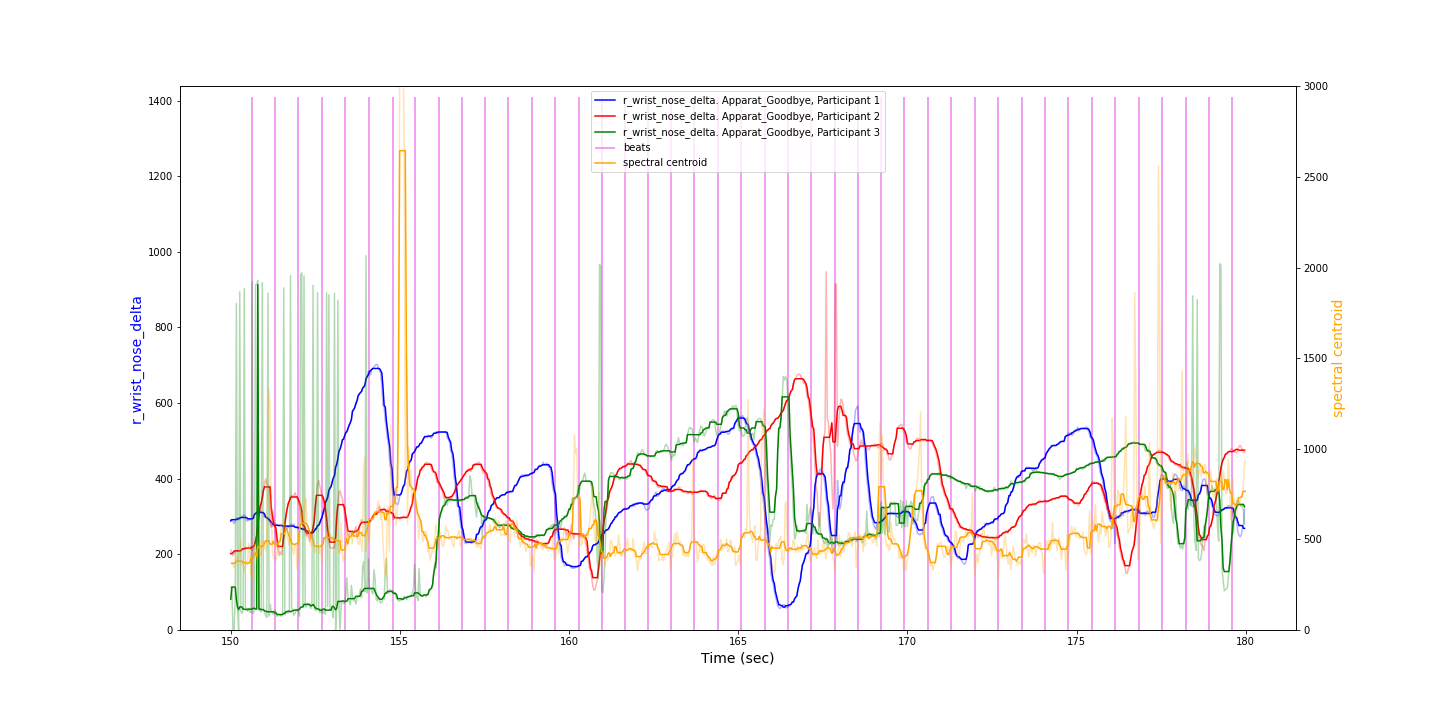 r_wrist_nose_delta. Apparat_Goodbye, Participant 1
r_wrist_nose_delta. Apparat_Goodbye, Participant 2
r_wrist_nose_delta. Apparat_Goodbye, Participant 3
beats
spectral centroid
r_wrist_nose_delta
1400
1200
1000
800
600
400
200
0
spectral centroid
3000
2500
2000
1500
1000
500
0
150 155 160 165 170 175 180
Time (sec)